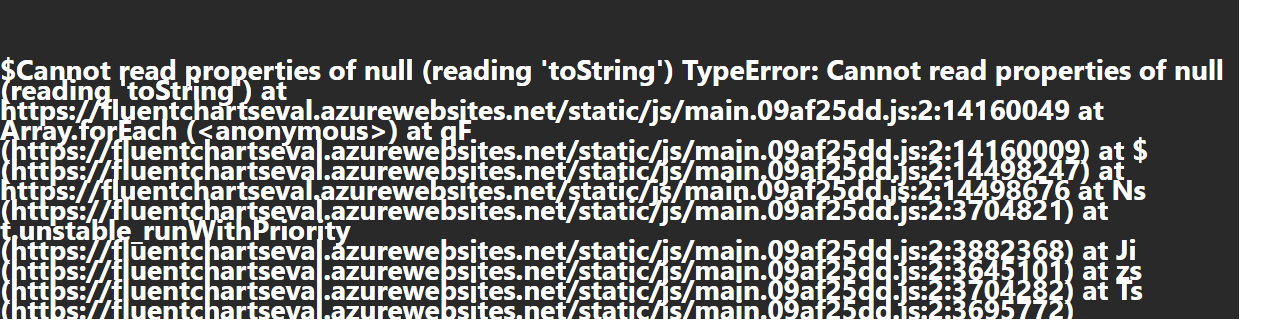 $Cannot read properties of null (reading 'toString') TypeError: Cannot read properties of null
(reading 'toString') at
https://fluentchartseval.azurewebsites.net/static/js/main.09af25dd.js:2:14160049 at
Array.forEach (<anonymous>) at qF
(https://fluentchartseval.azurewebsites.net/static/js/main.09af25dd.js:2:14160009) at $
(https://fluentchartseval.azurewebsites.net/static/js/main.09af25dd.js:2:14498247) at
https://fluentchartseval.azurewebsites.net/static/js/main.09af25dd.js:2:14498676 at Ns
(https://fluentchartseval.azurewebsites.net/static/js/main.09af25dd.js:2:3704821) at
t.unstable_runWithPriority
(https://fluentchartseval.azurewebsites.net/static/js/main.09af25dd.js:2:3882368) at Ji
(https://fluentchartseval.azurewebsites.net/static/js/main.09af25dd.js:2:3645101) at zs
(https://fluentchartseval.azurewebsites.net/static/js/main.09af25dd.js:2:3704282) at Ts
(https://fluentchartseval.azurewebsites.net/static/js/main.09af25dd.js:2:3695772)